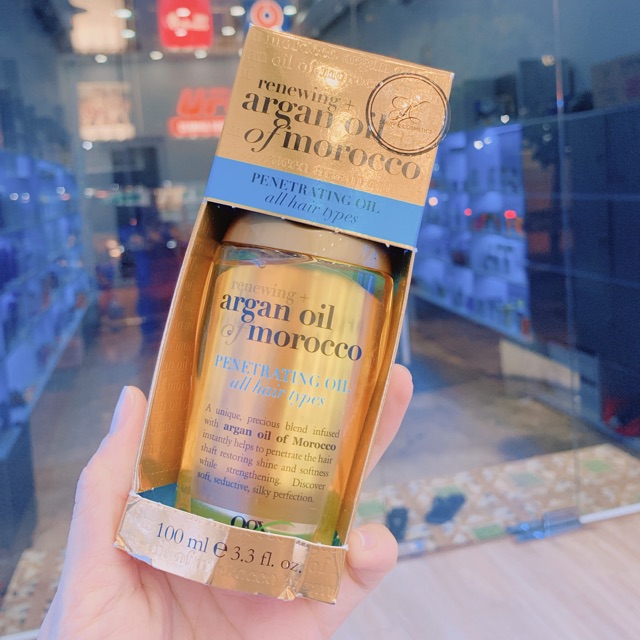 renewing +
argan oil
of morocco
PENETRATING OIL
all hair types
renewing +
argan oil
of morocco
PENETRATING OIL
all hair types
A unique, precious blend infused
with argan oil of Morocco
instantly helps to penetrate the hair
shaft restoring shine and softness
while strengthening. Discover
soft, seductive, silky perfection.
100 ml e 3.3 fl. oz.